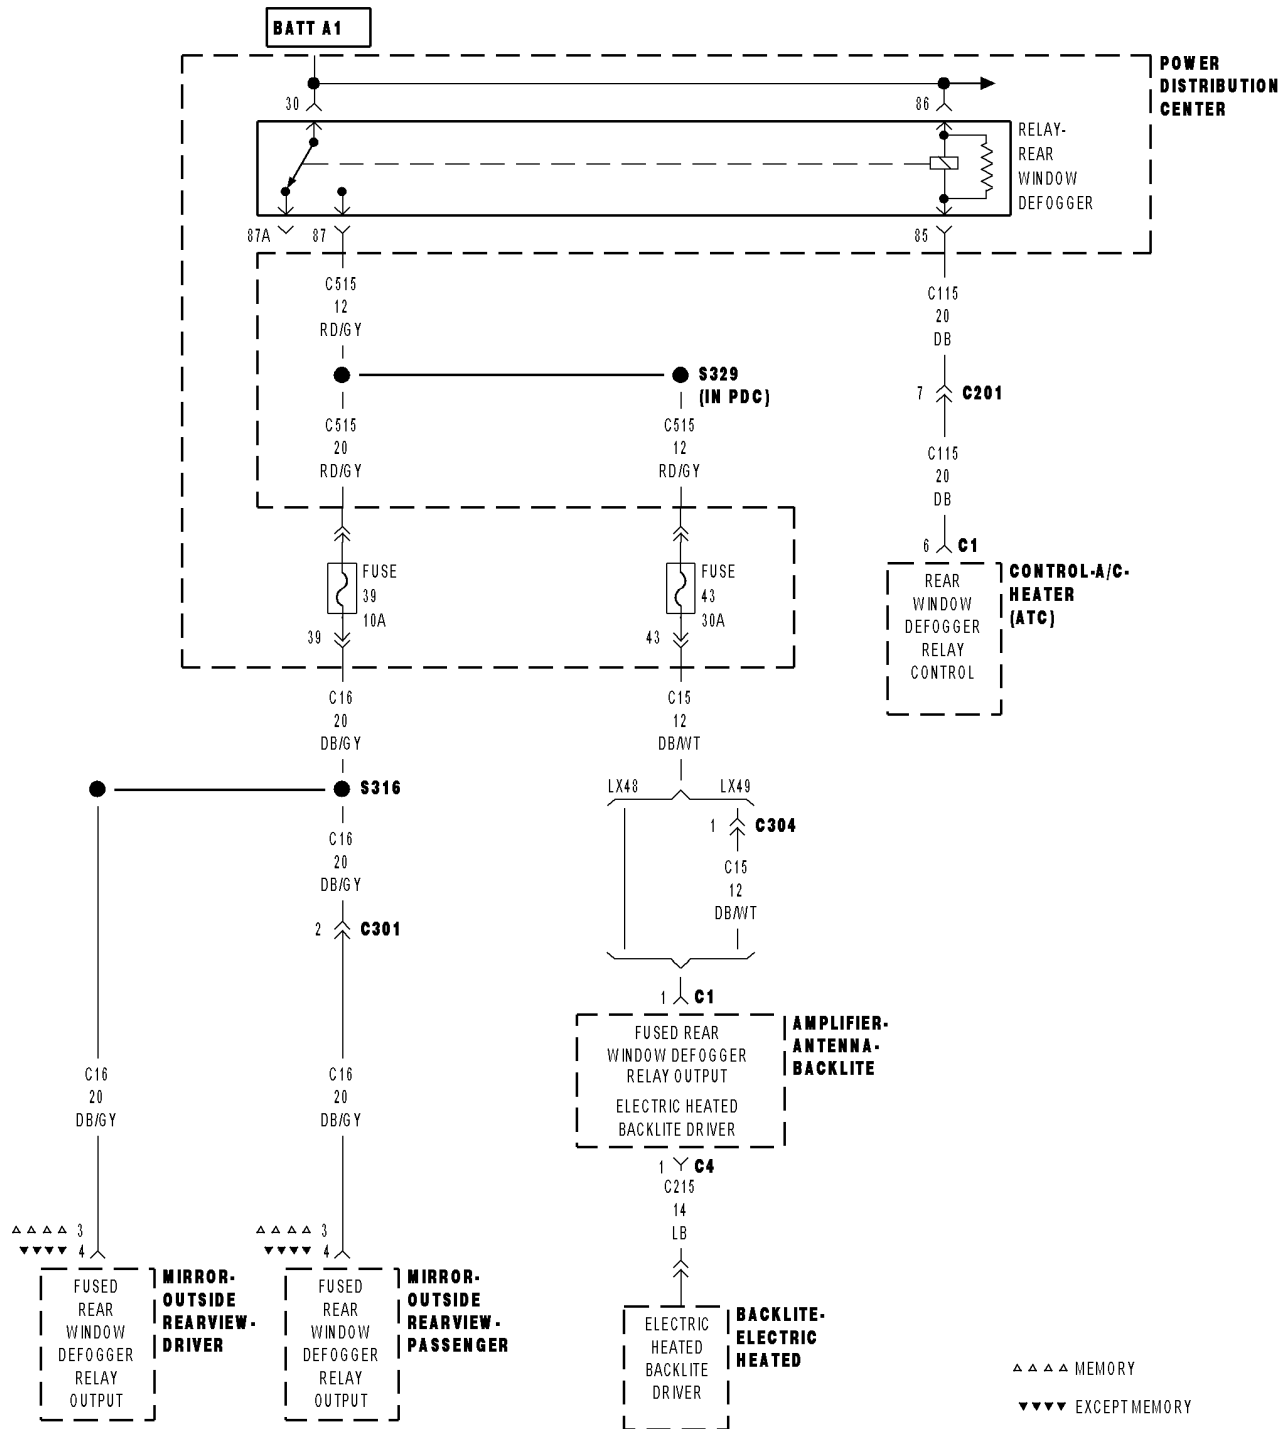 BATT A1
POWER
DISTRIBUTION
CENTER
30
86
RELAY-
REAR
WINDOW
DEFOGGER
87A
87
85
C515
12
RD/GY
C115
20
DB
S329
(IN PDC)
7
C201
C515
20
RD/GY
C515
12
RD/GY
C115
20
DB
6
C1
CONTROL-A/C-
HEATER
(ATC)
REAR
WINDOW
DEFOGGER
RELAY
CONTROL
FUSE
39
10A
39
FUSE
43
30A
43
C16
20
DB/GY
C15
12
DB/WT
S316
LX48
LX49
1
C304
C16
20
DB/GY
C15
12
DB/WT
2
C301
1
C1
AMPLIFIER-
ANTENNA-
BACKLITE
FUSED REAR
WINDOW DEFOGGER
RELAY OUTPUT
ELECTRIC HEATED
BACKLITE DRIVER
C16
20
DB/GY
C16
20
DB/GY
1
C4
C215
14
LB
3
4
3
4
FUSED
REAR
WINDOW
DEFOGGER
RELAY
OUTPUT
MIRROR-
OUTSIDE
REARVIEW-
DRIVER
FUSED
REAR
WINDOW
DEFOGGER
RELAY
OUTPUT
MIRROR-
OUTSIDE
REARVIEW-
PASSENGER
ELECTRIC
HEATED
BACKLITE
DRIVER
BACKLITE-
ELECTRIC
HEATED
MEMORY
EXCEPT MEMORY